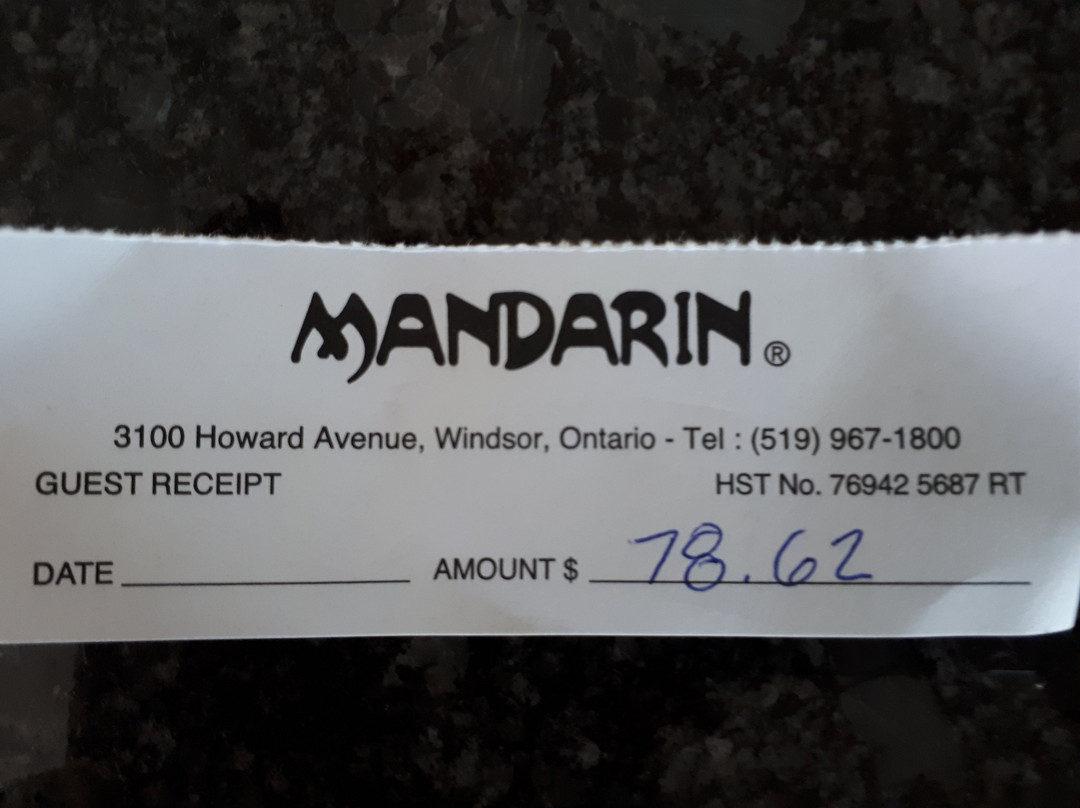 MANDARIN®
3100 Howard Avenue, Windsor, Ontario - Tel : (519) 967-1800
GUEST RECEIPT HST No. 76942 5687 RT
DATE AMOUNT $ 78.62